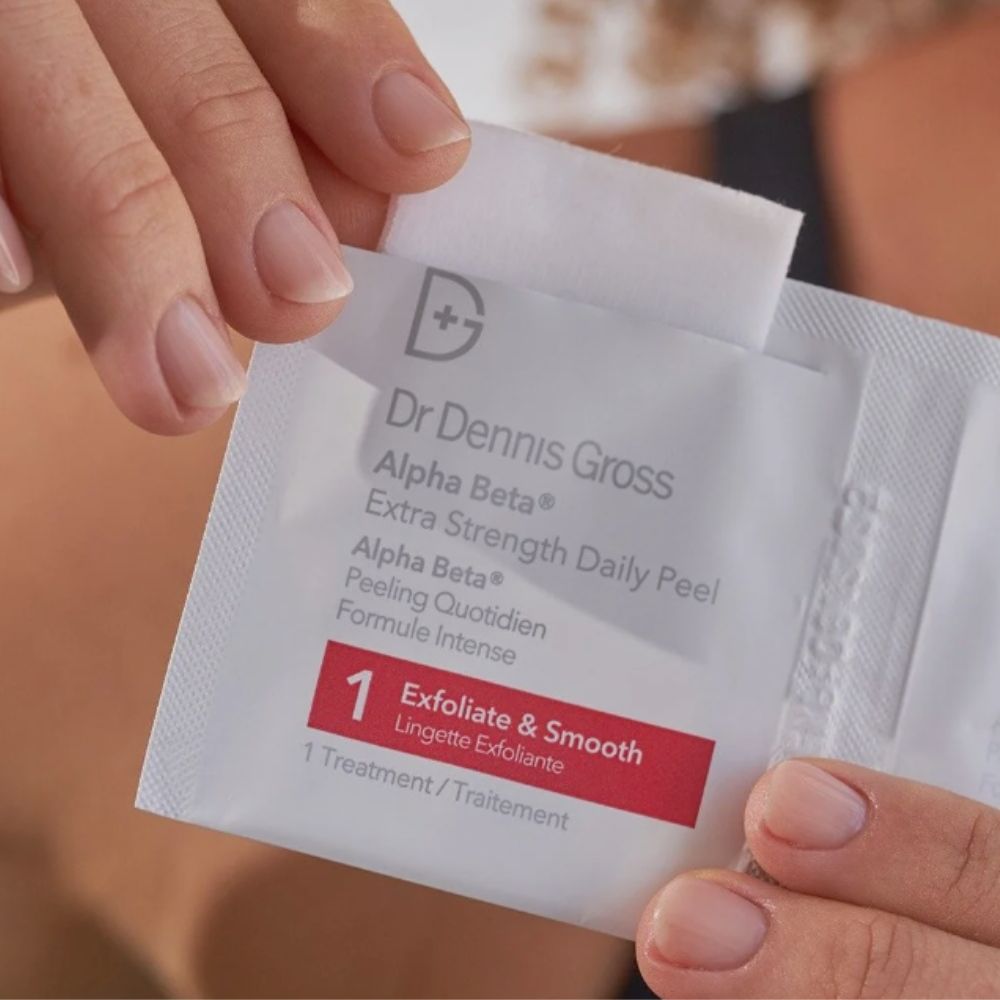 Dr Dennis Gross
Alpha Beta®
Extra Strength Daily Peel
Alpha Beta®
Peeling Quotidien
Formule Intense
1 Exfoliate & Smooth
Lingette Exfoliante
1 Treatment / Traitement